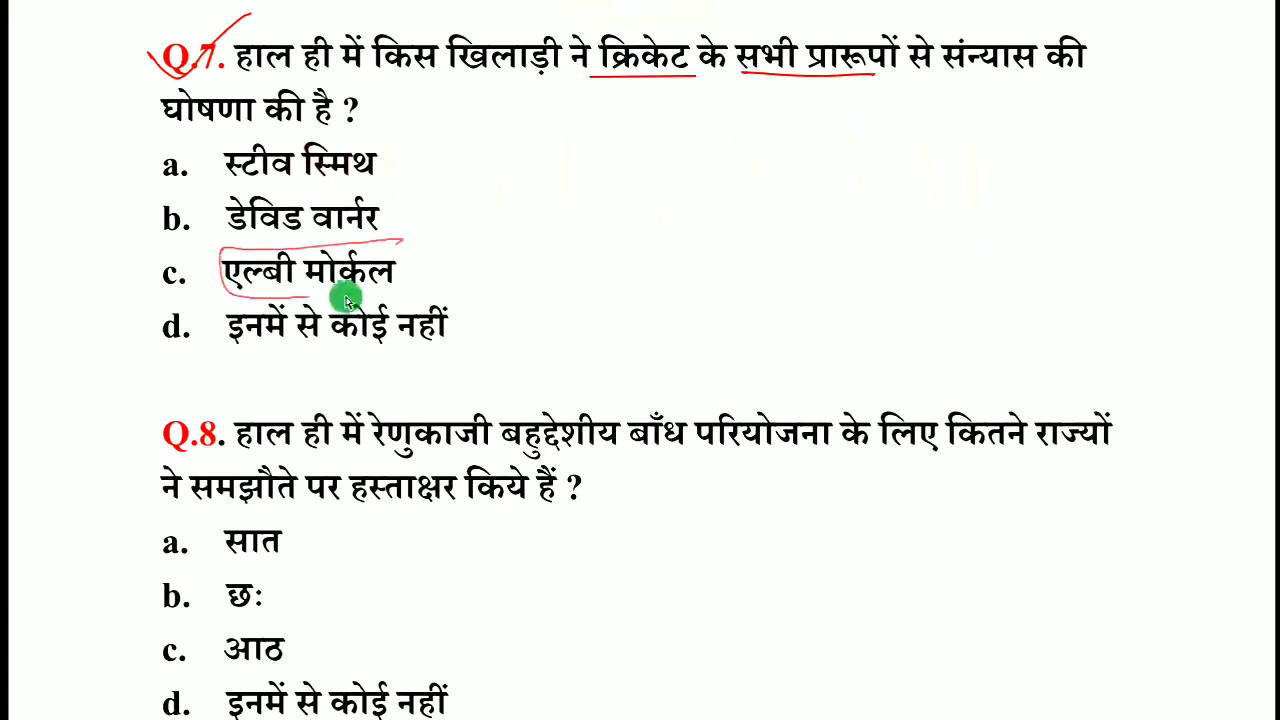 Q.7. हाल ही में किस खिलाड़ी ने क्रिकेट के सभी प्रारूपों से संन्यास की
घोषणा की है ?
a. स्टीव स्मिथ
b. डेविड वार्नर
c. एल्बी मोर्कल
d. इनमें से कोई नहीं
Q.8. हाल ही में रेणुकाजी बहुद्देशीय बाँध परियोजना के लिए कितने राज्यों
ने समझौते पर हस्ताक्षर किये हैं ?
a. सात
b. छः
c. आठ
d. इनमें से कोई नहीं